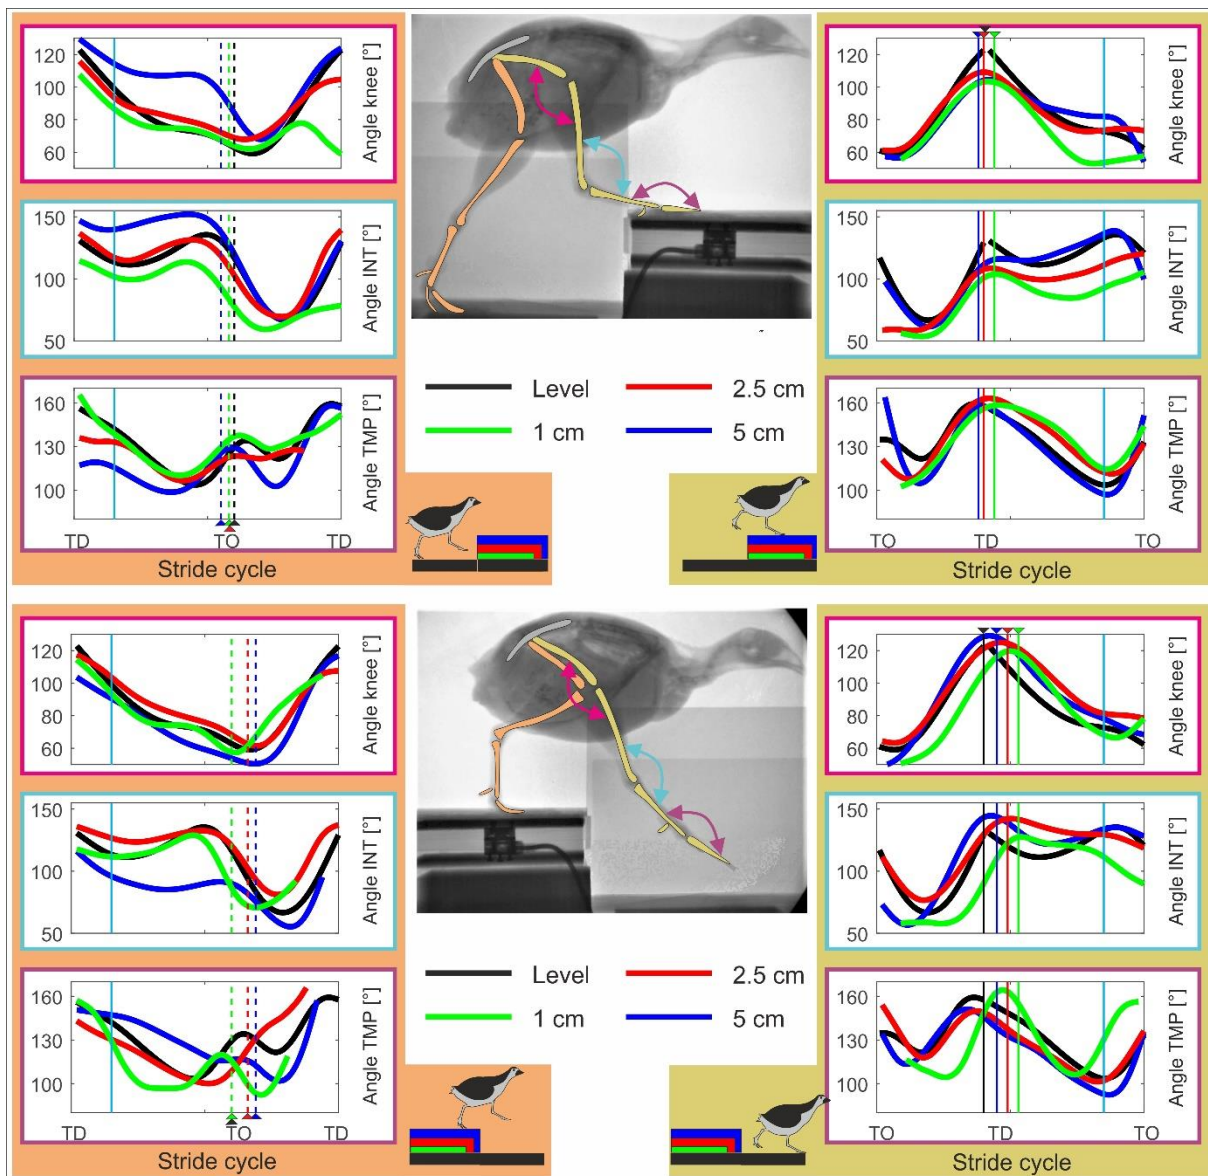 120
100
80
60
Angle knee [°]
150
100
50
Angle INT [°]
160
130
100
Angle TMP [°]
TD
TO
TD
Stride cycle
Level
2.5 cm
1 cm
5 cm
120
100
80
60
Angle knee [°]
150
100
50
Angle INT [°]
160
130
100
Angle TMP [°]
TO
TD
TO
Stride cycle
120
100
80
60
Angle knee [°]
150
100
50
Angle INT [°]
160
130
100
Angle TMP [°]
TD
TO
TD
Stride cycle
Level
2.5 cm
1 cm
5 cm
120
100
80
60
Angle knee [°]
150
100
50
Angle INT [°]
160
130
100
Angle TMP [°]
TO
TD
TO
Stride cycle